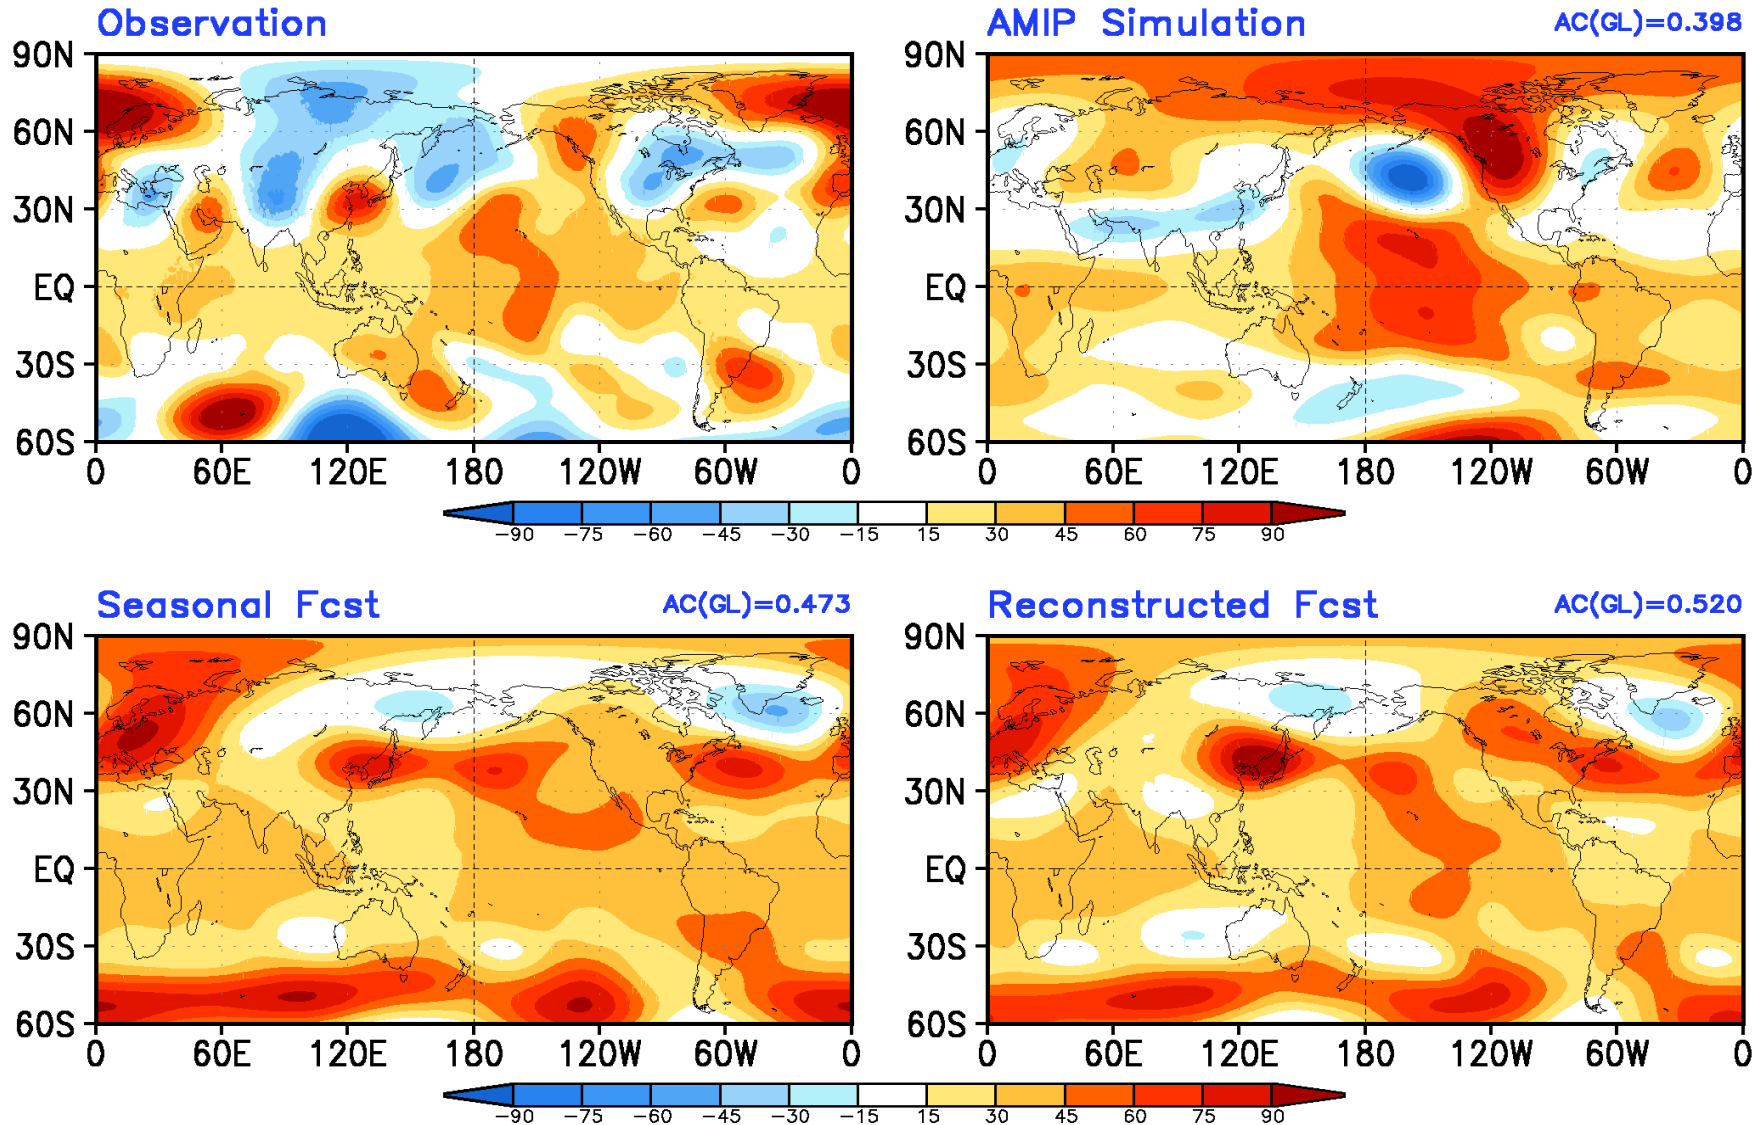 Observation
AMIP Simulation AC(GL)=0.398
90N 90N
60N 60N
30N 30N
EQ EQ
30S 30S
60S 60S
0 60E 120E 180 120W 60W 0 0 60E 120E 180 120W 60W 0
-90 -75 -60 -45 -30 -15 15 30 45 60 75 90
Seasonal Fcst AC(GL)=0.473
Reconstructed Fcst AC(GL)=0.520
90N 90N
60N 60N
30N 30N
EQ EQ
30S 30S
60S 60S
0 60E 120E 180 120W 60W 0 0 60E 120E 180 120W 60W 0
-90 -75 -60 -45 -30 -15 15 30 45 60 75 90